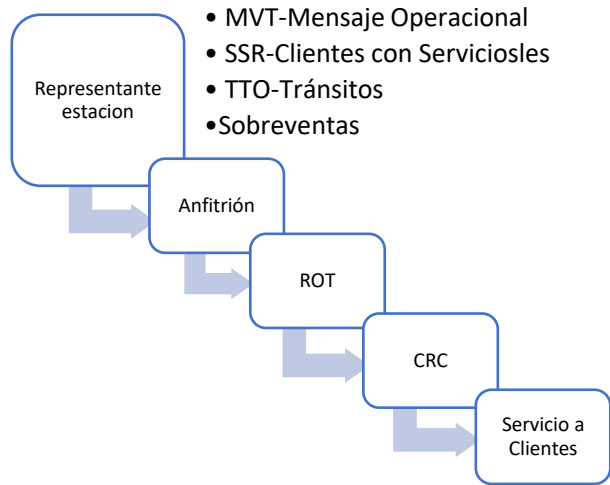 • MVT-Mensaje Operacional
• SSR-Clientes con Serviciosles
• TTO-Tránsitos
•Sobreventas
Representante
estacion
Anfitrión
ROT
CRC
Servicio a
Clientes